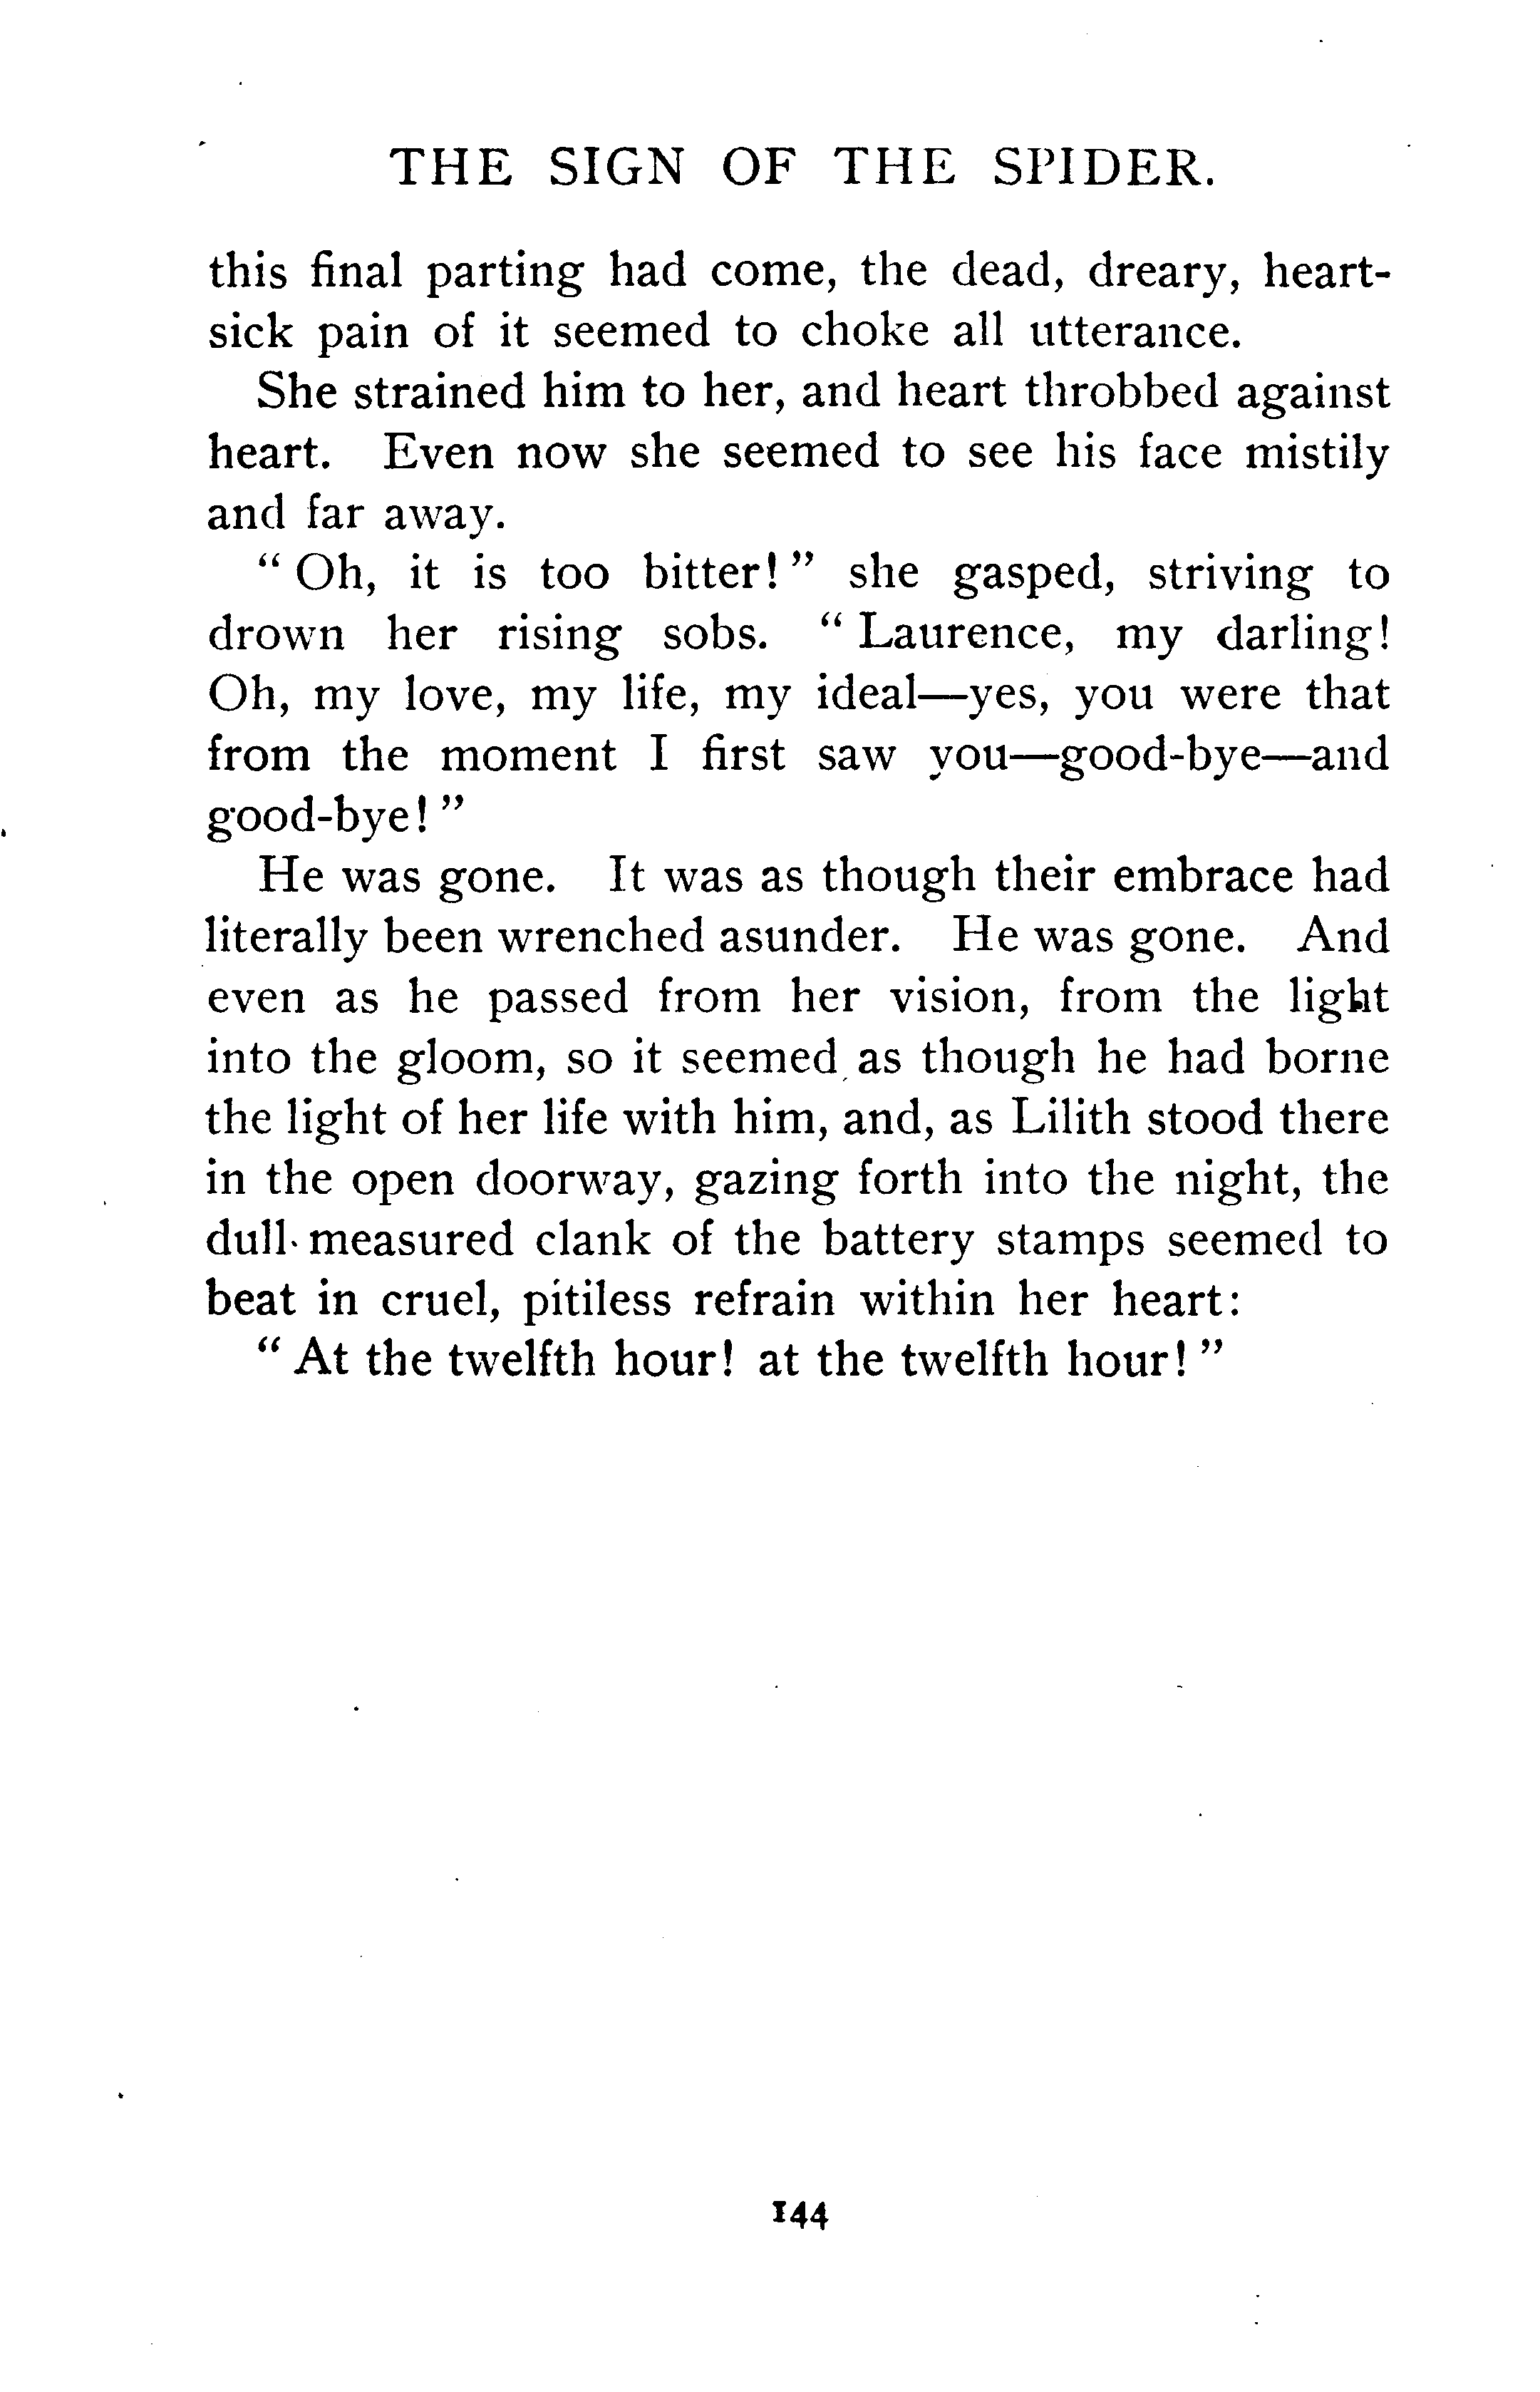 THE SIGN OF THE SPIDER.
this final parting had come, the dead, dreary, heart-
sick pain of it seemed to choke all utterance.
She strained him to her, and heart throbbed against
heart. Even now she seemed to see his face mistily
and far away.
"Oh, it is too bitter!" she gasped, striving to
drown her rising sobs. "Laurence, my darling!
Oh, my love, my life, my ideal—yes, you were that
from the moment I first saw you—good-bye—and
good-bye!"
He was gone. It was as though their embrace had
literally been wrenched asunder. He was gone. And
even as he passed from her vision, from the light
into the gloom, so it seemed as though he had borne
the light of her life with him, and, as Lilith stood there
in the open doorway, gazing forth into the night, the
dull measured clank of the battery stamps seemed to
beat in cruel, pitiless refrain within her heart:
"At the twelfth hour! at the twelfth hour!"
144